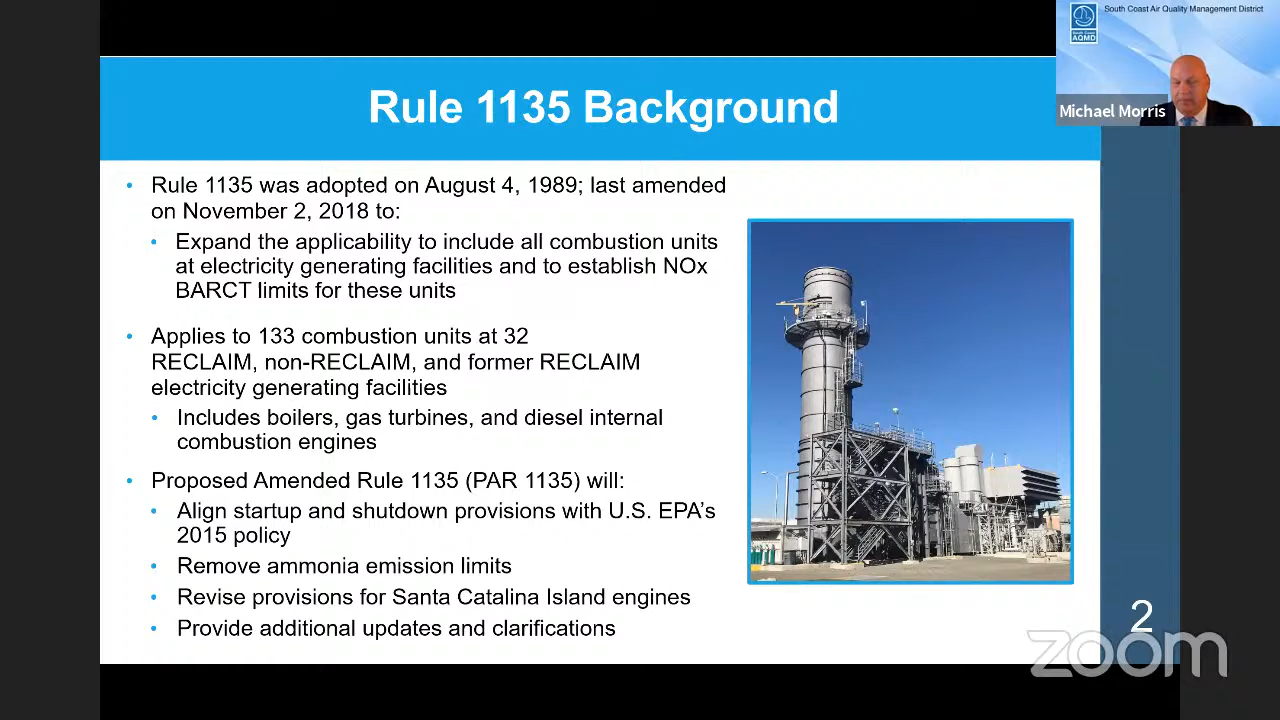 South Coast Air Quality Management District
South Coast
AQMD
Michael Morris
Rule 1135 Background
• Rule 1135 was adopted on August 4, 1989; last amended
on November 2, 2018 to:
• Expand the applicability to include all combustion units
at electricity generating facilities and to establish NOx
BARCT limits for these units
• Applies to 133 combustion units at 32
RECLAIM, non-RECLAIM, and former RECLAIM
electricity generating facilities
• Includes boilers, gas turbines, and diesel internal
combustion engines
• Proposed Amended Rule 1135 (PAR 1135) will:
• Align startup and shutdown provisions with U.S. EPA’s
2015 policy
• Remove ammonia emission limits
• Revise provisions for Santa Catalina Island engines
• Provide additional updates and clarifications
2
zoom